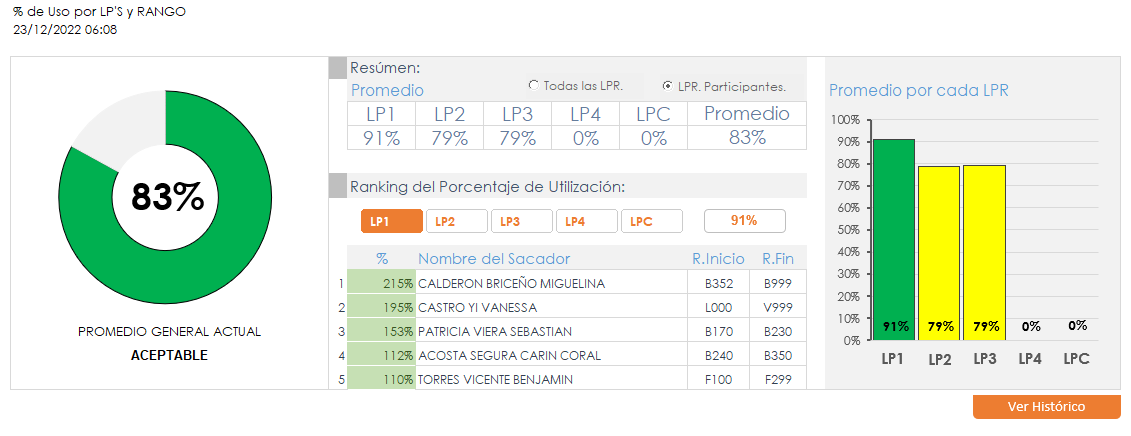 % de Uso por LP'S y RANGO
23/12/2022 06:08
83%
PROMEDIO GENERAL ACTUAL
ACEPTABLE
Resúmen:
Promedio
Todas las LPR.
LPR. Participantes.
LP1 LP2 LP3 LP4 LPC Promedio
91% 79% 79% 0% 0% 83%
Ranking del Porcentaje de Utilización:
LP1 LP2 LP3 LP4 LPC 91%
% Nombre del Sacador R.Inicio R.Fin
1 215% CALDERON BRICEÑO MIGUELINA B352 B999
2 195% CASTRO YI VANESSA L000 V999
3 153% PATRICIA VIERA SEBASTIAN B170 B230
4 112% ACOSTA SEGURA CARIN CORAL B240 B350
5 110% TORRES VICENTE BENJAMIN F100 F299
Promedio por cada LPR
100%
90%
80%
70%
60%
50%
40%
30%
20%
10%
0%
91% 79% 79% 0% 0%
LP1 LP2 LP3 LP4 LPC
Ver Histórico